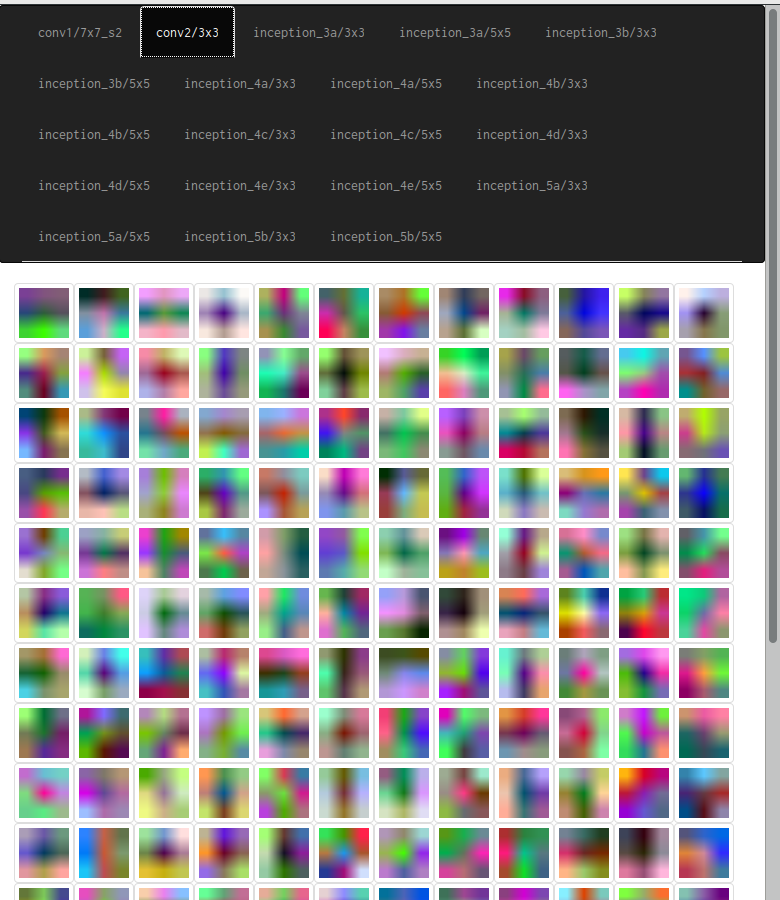 conv1/7x7_s2 conv2/3x3 inception_3a/3x3 inception_3a/5x5 inception_3b/3x3
inception_3b/5x5 inception_4a/3x3 inception_4a/5x5 inception_4b/3x3
inception_4b/5x5 inception_4c/3x3 inception_4c/5x5 inception_4d/3x3
inception_4d/5x5 inception_4e/3x3 inception_4e/5x5 inception_5a/3x3
inception_5a/5x5 inception_5b/3x3 inception_5b/5x5